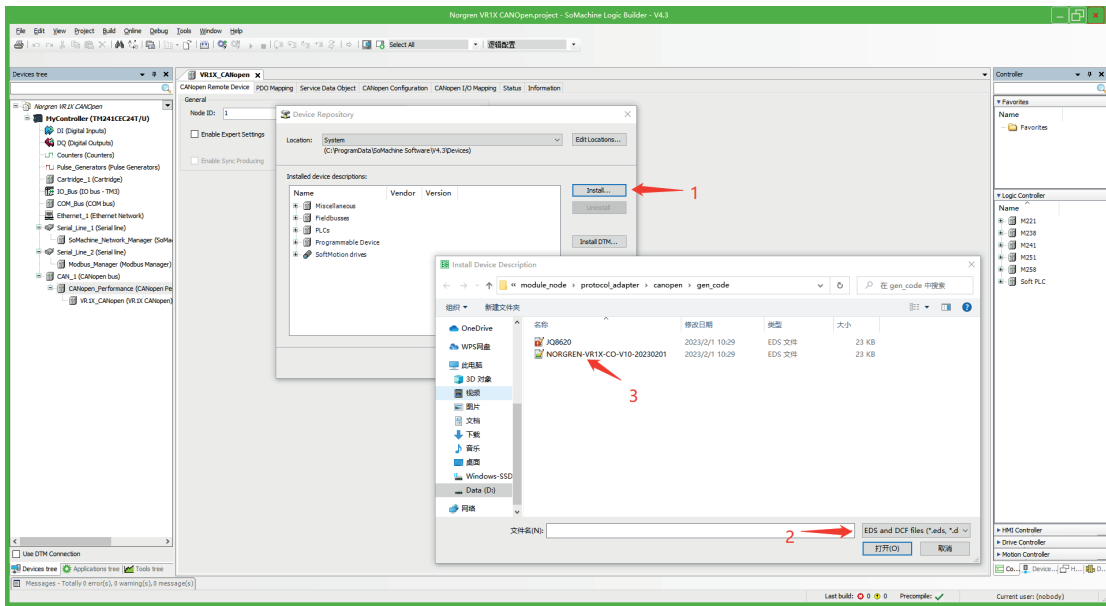 Norgren VR1X CANOpen.project - SoMachine Logic Builder - V4.3
File Edit View Project Build Online Debug Tools Window Help
Select All
逻辑配置
Devices tree
Norgren VR1X CANOpen
MyController (TM241CEC24T/U)
DI (Digital Inputs)
DQ (Digital Outputs)
Counters (Counters)
Pulse_Generators (Pulse Generators)
Cartridge_1 (Cartridge)
IO_Bus (IO bus - TM3)
COM_Bus (COM bus)
Ethernet_1 (Ethernet Network)
Serial_Line_1 (Serial line)
SoMachine_Network_Manager (SoMa
Serial_Line_2 (Serial line)
Modbus_Manager (Modbus Manager)
CAN_1 (CANopen bus)
CANopen_Performance (CANopen Pe
VR1X_CANopen (VR1X CANopen)
Use DTM Connection
Devices tree Applications tree Tools tree
VR1X_CANopen
CANopen Remote Device PDO Mapping Service Data Object CANopen Configuration CANopen I/O Mapping Status Information
General
Node ID: 1
Enable Expert Settings
Enable Sync Producing
Device Repository
Location: System Edit Locations...
(C:\ProgramData\SoMachine Software\V4.3\Devices)
Installed device descriptions:
Name Vendor Version
Miscellaneous
Fieldbusses
PLCs
Programmable Device
SoftMotion drives
Install...
1
Uninstall
Install DTM...
Install Device Description
« module_node › protocol_adapter › canopen › gen_code
在 gen_code 中搜索
组织 新建文件夹
名称 修改日期 类型 大小
JQ8620 2023/2/1 10:29 EDS 文件 23 KB
NORGREN-VR1X-CO-V10-20230201 2023/2/1 10:29 EDS 文件 23 KB
3
OneDrive
WPS网盘
此电脑
3D 对象
视频
图片
文档
下载
音乐
桌面
Windows-SSD
Data (D:)
网络
文件名(N):
2
EDS and DCF files (*.eds, *.d
打开(O) 取消
Controller
Favorites
Name
Favorites
Logic Controller
Name
M221
M238
M241
M251
M258
Soft PLC
HMI Controller
Drive Controller
Motion Controller
Co... Device... H... D...
Messages - Totally 0 error(s), 0 warning(s), 0 message(s)
Last build: 0 0 Precompile: Current user: (nobody)